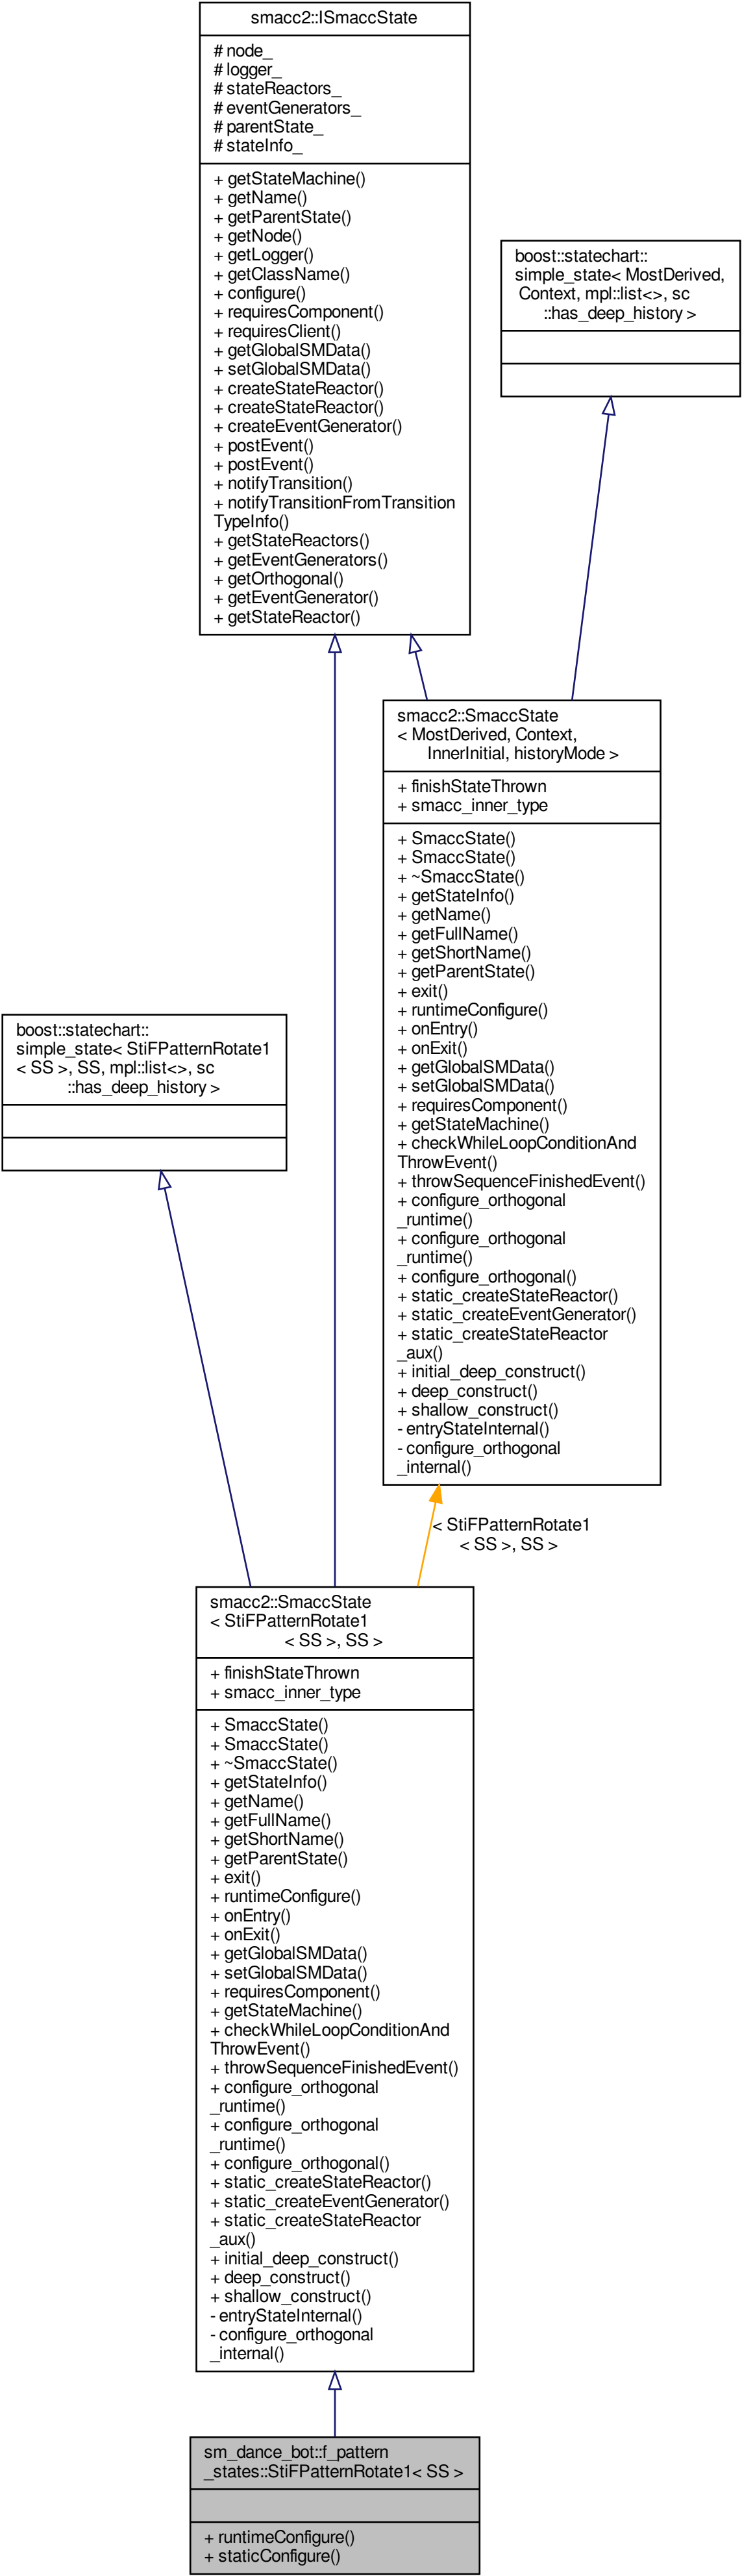 smacc2::ISmaccState
# node_
# logger_
# stateReactors_
# eventGenerators_
# parentState_
# stateInfo_
+ getStateMachine()
+ getName()
+ getParentState()
+ getNode()
+ getLogger()
+ getClassName()
+ configure()
+ requiresComponent()
+ requiresClient()
+ getGlobalSMData()
+ setGlobalSMData()
+ createStateReactor()
+ createStateReactor()
+ createEventGenerator()
+ postEvent()
+ postEvent()
+ notifyTransition()
+ notifyTransitionFromTransition
TypeInfo()
+ getStateReactors()
+ getEventGenerators()
+ getOrthogonal()
+ getEventGenerator()
+ getStateReactor()
boost::statechart::
simple_state< MostDerived,
Context, mpl::list<>, sc
::has_deep_history >
smacc2::SmaccState
< MostDerived, Context,
InnerInitial, historyMode >
+ finishStateThrown
+ smacc_inner_type
+ SmaccState()
+ SmaccState()
+ ~SmaccState()
+ getStateInfo()
+ getName()
+ getFullName()
+ getShortName()
+ getParentState()
+ exit()
+ runtimeConfigure()
+ onEntry()
+ onExit()
+ getGlobalSMData()
+ setGlobalSMData()
+ requiresComponent()
+ getStateMachine()
+ checkWhileLoopConditionAnd
ThrowEvent()
+ throwSequenceFinishedEvent()
+ configure_orthogonal
_runtime()
+ configure_orthogonal
_runtime()
+ configure_orthogonal()
+ static_createStateReactor()
+ static_createEventGenerator()
+ static_createStateReactor
_aux()
+ initial_deep_construct()
+ deep_construct()
+ shallow_construct()
- entryStateInternal()
- configure_orthogonal
_internal()
boost::statechart::
simple_state< StiFPatternRotate1
< SS >, SS, mpl::list<>, sc
::has_deep_history >
< StiFPatternRotate1
< SS >, SS >
smacc2::SmaccState
< StiFPatternRotate1
< SS >, SS >
+ finishStateThrown
+ smacc_inner_type
+ SmaccState()
+ SmaccState()
+ ~SmaccState()
+ getStateInfo()
+ getName()
+ getFullName()
+ getShortName()
+ getParentState()
+ exit()
+ runtimeConfigure()
+ onEntry()
+ onExit()
+ getGlobalSMData()
+ setGlobalSMData()
+ requiresComponent()
+ getStateMachine()
+ checkWhileLoopConditionAnd
ThrowEvent()
+ throwSequenceFinishedEvent()
+ configure_orthogonal
_runtime()
+ configure_orthogonal
_runtime()
+ configure_orthogonal()
+ static_createStateReactor()
+ static_createEventGenerator()
+ static_createStateReactor
_aux()
+ initial_deep_construct()
+ deep_construct()
+ shallow_construct()
- entryStateInternal()
- configure_orthogonal
_internal()
sm_dance_bot::f_pattern
_states::StiFPatternRotate1< SS >
+ runtimeConfigure()
+ staticConfigure()